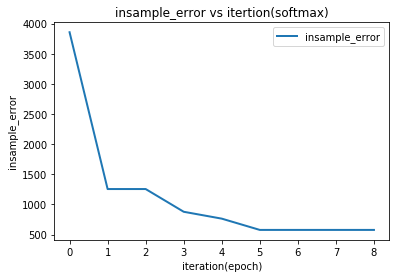 insample_error vs itertion(softmax)
insample_error
4000
3500
3000
2500
2000
1500
1000
500
insample_error
0 1 2 3 4 5 6 7 8
iteration(epoch)